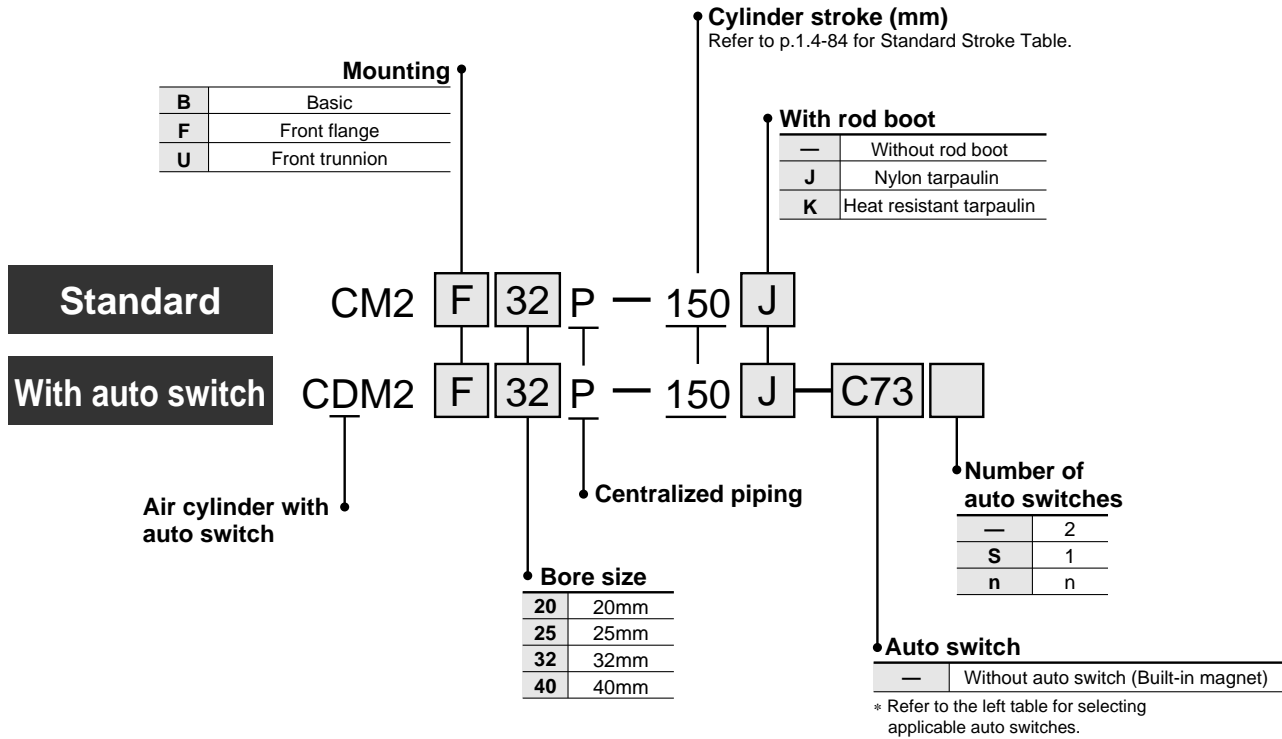 Cylinder stroke (mm)
Refer to p.1.4-84 for Standard Stroke Table.
Mounting
B Basic
F Front flange
U Front trunnion
With rod boot
— Without rod boot
J Nylon tarpaulin
K Heat resistant tarpaulin
Standard CM2 F 32 P — 150 J
With auto switch CDM2 F 32 P — 150 J — C73
Air cylinder with
auto switch
Centralized piping
Number of
auto switches
— 2
S 1
n n
Bore size
20 20mm
25 25mm
32 32mm
40 40mm
Auto switch
— Without auto switch (Built-in magnet)
* Refer to the left table for selecting
applicable auto switches.